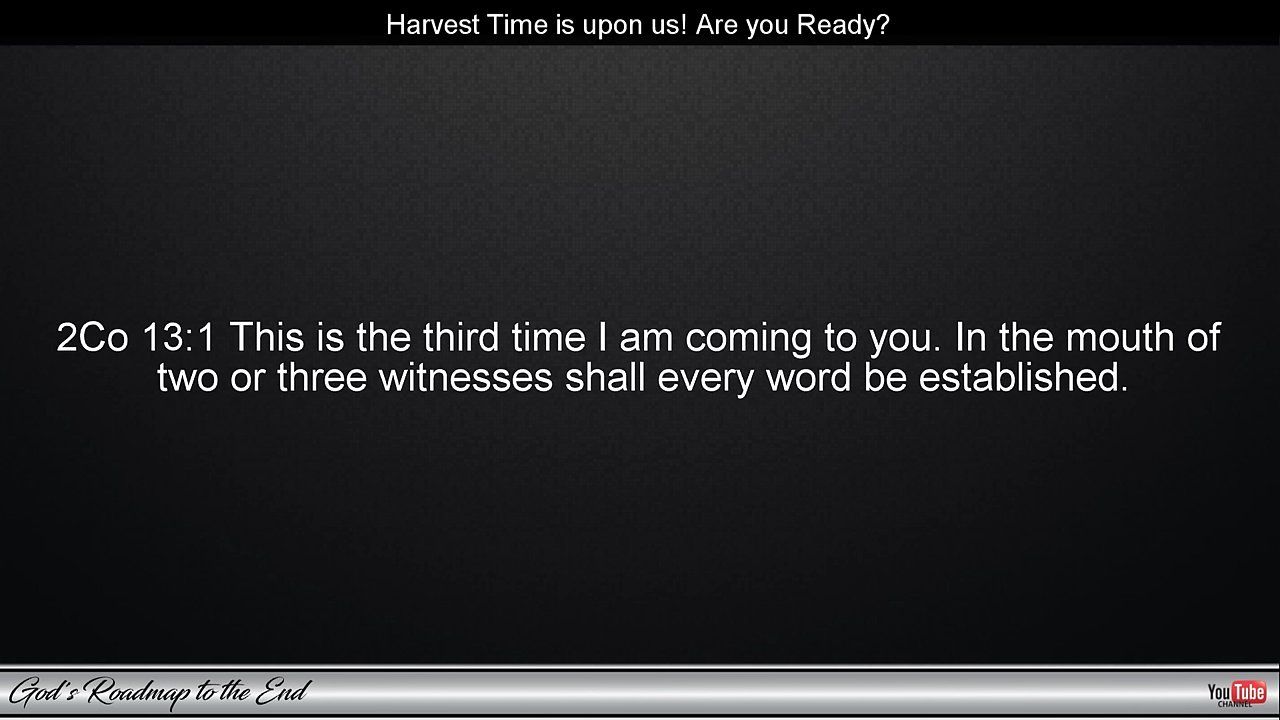 Harvest Time is upon us! Are you Ready?
2Co 13:1 This is the third time I am coming to you. In the mouth of
two or three witnesses shall every word be established.
God's Roadmap to the End
YouTube
CHANNEL